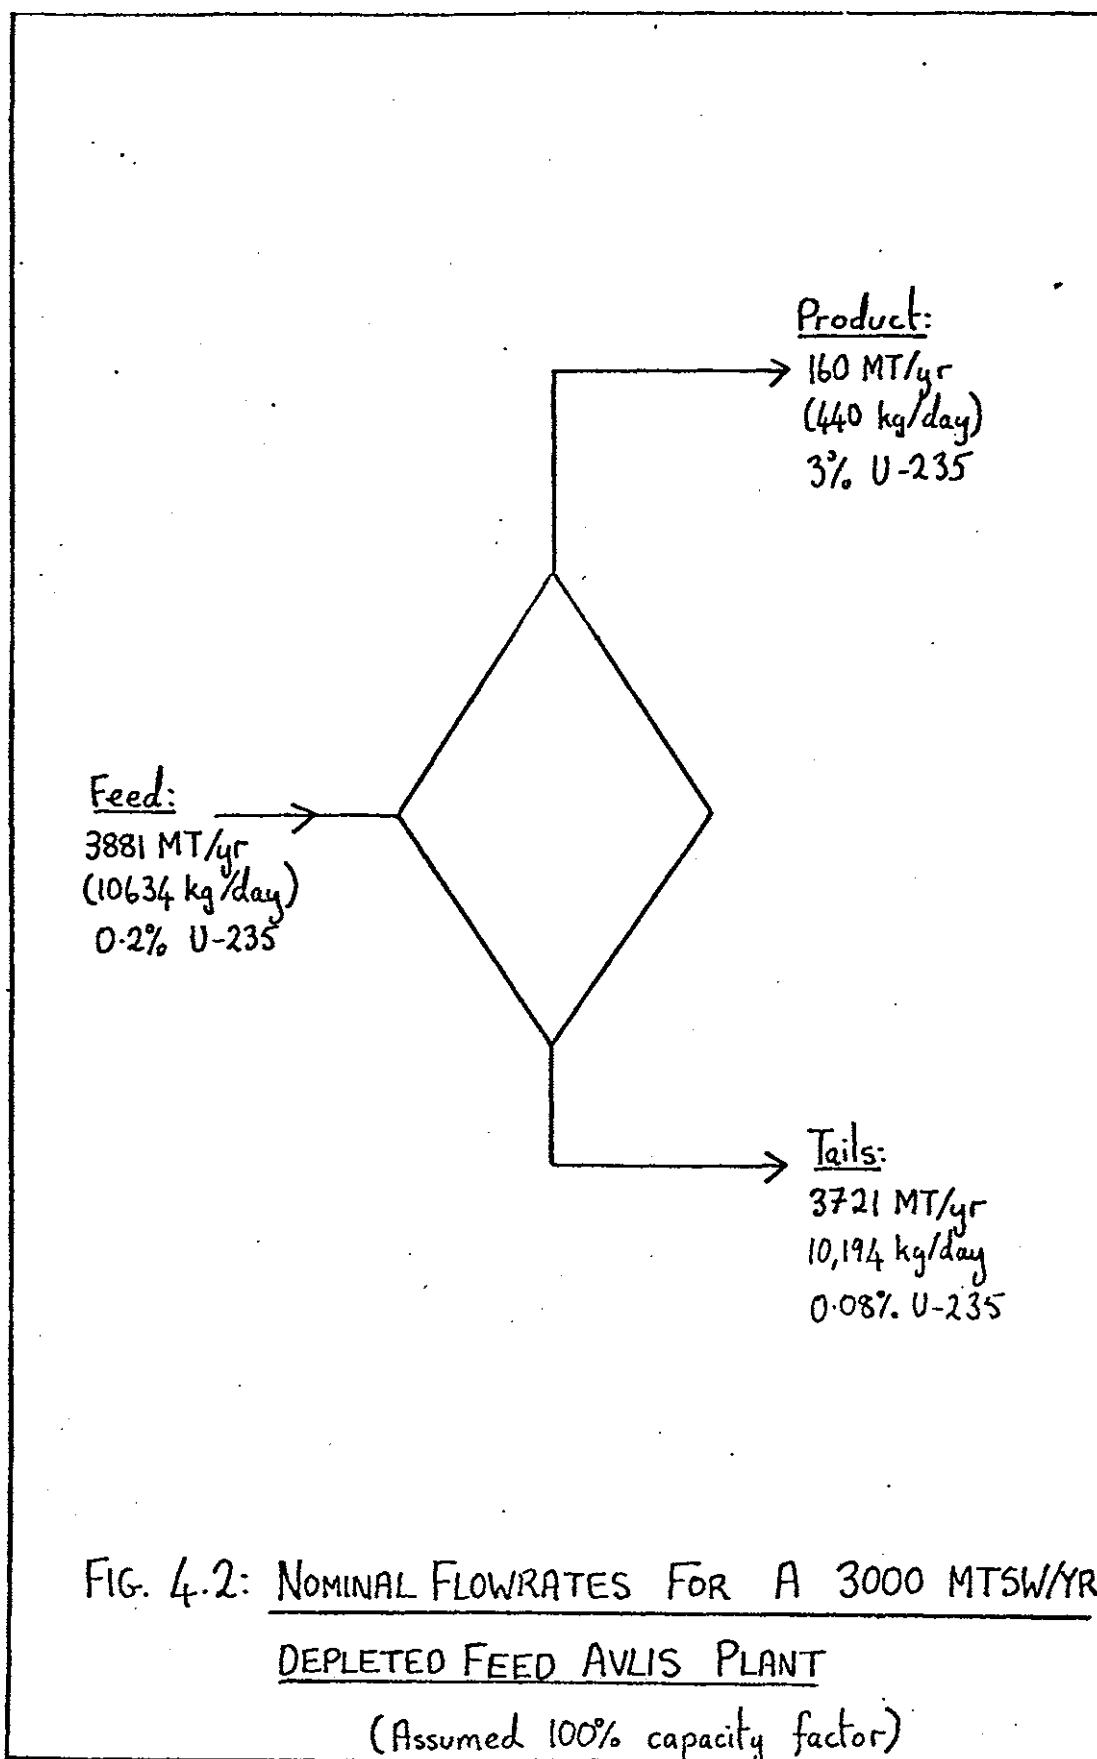 Product:
160 MT/yr
(440 kg/day)
3% U-235
Feed:
3881 MT/yr
(10634 kg/day)
0.2% U-235
Tails:
3721 MT/yr
10,194 kg/day
0.08% U-235
FIG. 4.2: NOMINAL FLOWRATES FOR A 3000 MTSW/YR
DEPLETED FEED AVLIS PLANT
(Assumed 100% capacity factor)